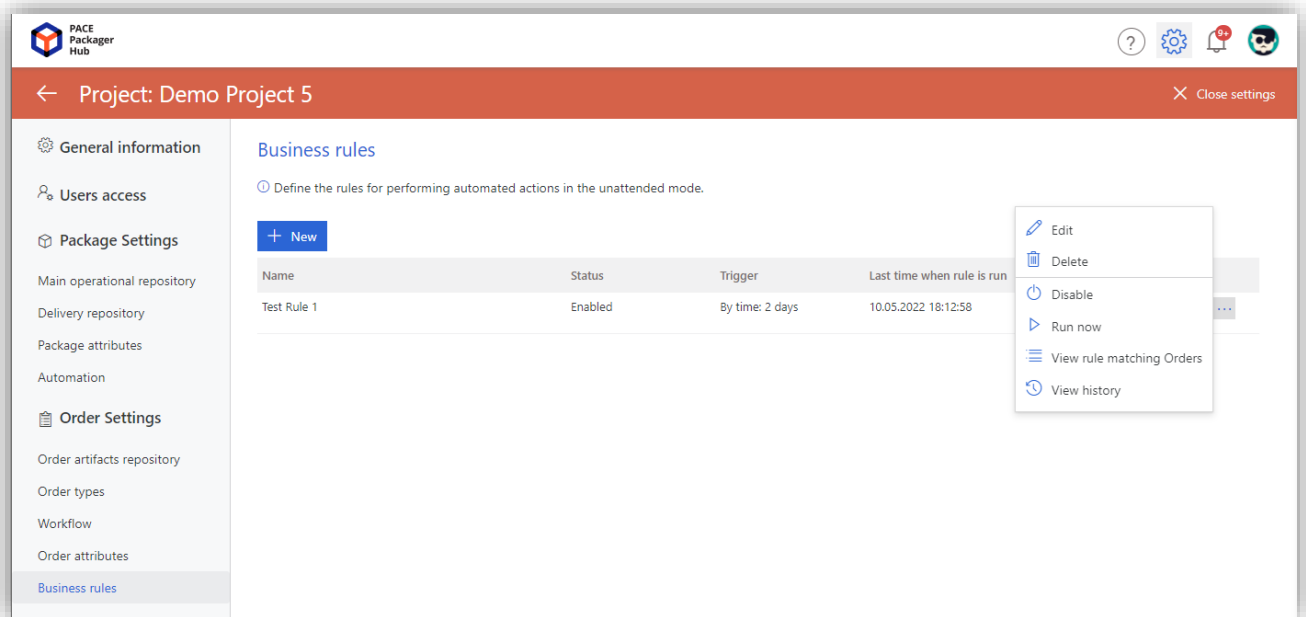 PACE
Packager
Hub
?
9+
Project: Demo Project 5
Close settings
General information
Users access
Package Settings
Main operational repository
Delivery repository
Package attributes
Automation
Order Settings
Order artifacts repository
Order types
Workflow
Order attributes
Business rules
Business rules
Define the rules for performing automated actions in the unattended mode.
+ New
Name Status Trigger Last time when rule is run
Test Rule 1 Enabled By time: 2 days 10.05.2022 18:12:58 ...
Edit
Delete
Disable
Run now
View rule matching Orders
View history